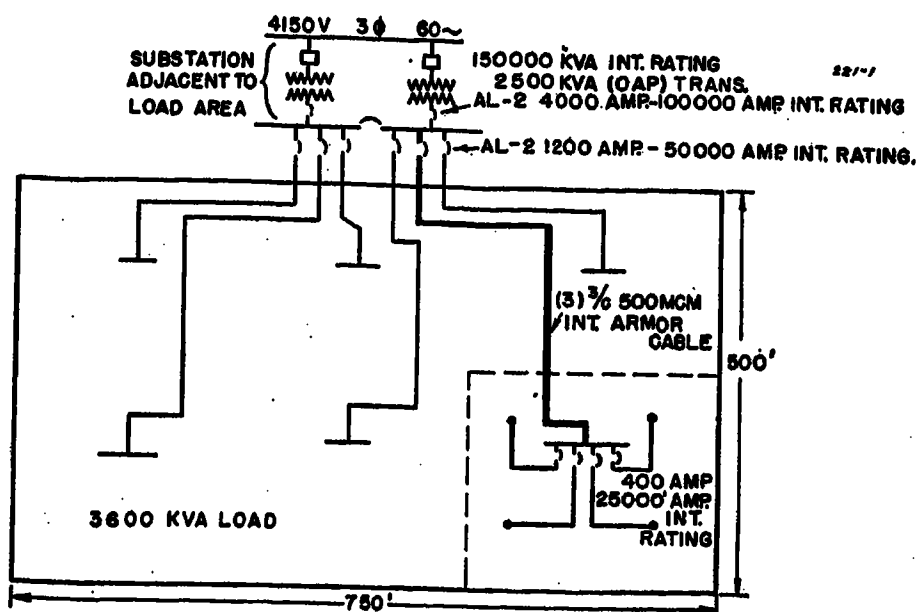 4150V 3ϕ 60~
SUBSTATION
ADJACENT TO
LOAD AREA
150000 KVA INT. RATING
2500 KVA (OAP) TRANS.
AL-2 4000 AMP.-100000 AMP INT. RATING
AL-2 1200 AMP. - 50000 AMP INT. RATING.
(3) 3/C 500MCM
INT. ARMOR
CABLE
500'
400 AMP
25000 AMP
INT.
RATING
3600 KVA LOAD
750'